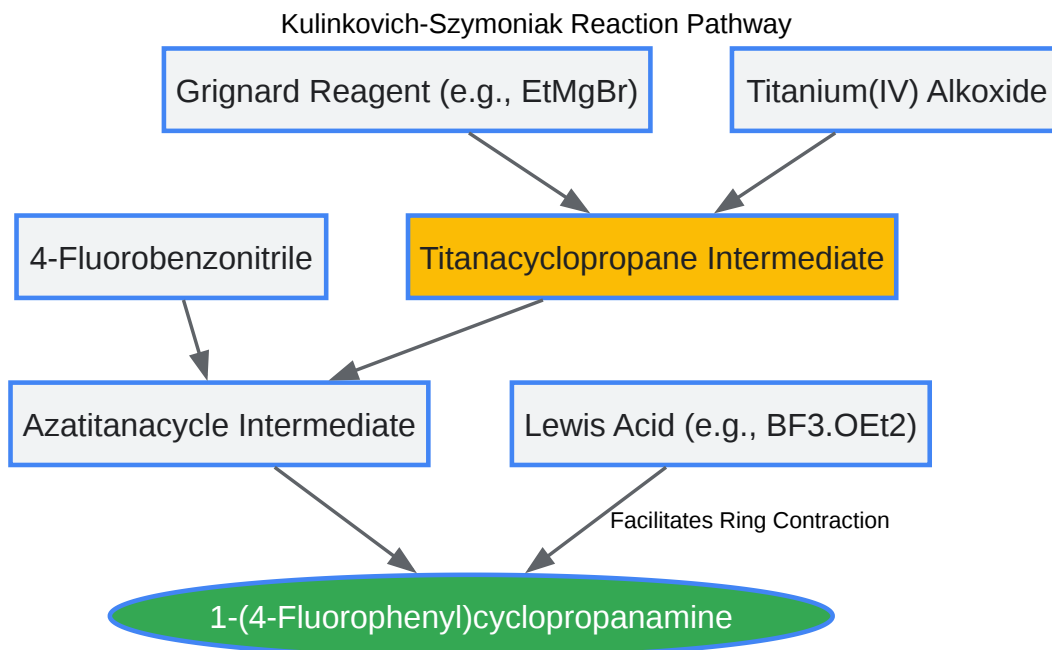 Kulinkovich-Szymoniak Reaction Pathway
Grignard Reagent (e.g., EtMgBr)
Titanium(IV) Alkoxide
4-Fluorobenzonitrile
Titanacyclopropane Intermediate
Azatitanacycle Intermediate
Lewis Acid (e.g., BF3.OEt2)
Facilitates Ring Contraction
1-(4-Fluorophenyl)cyclopropanamine